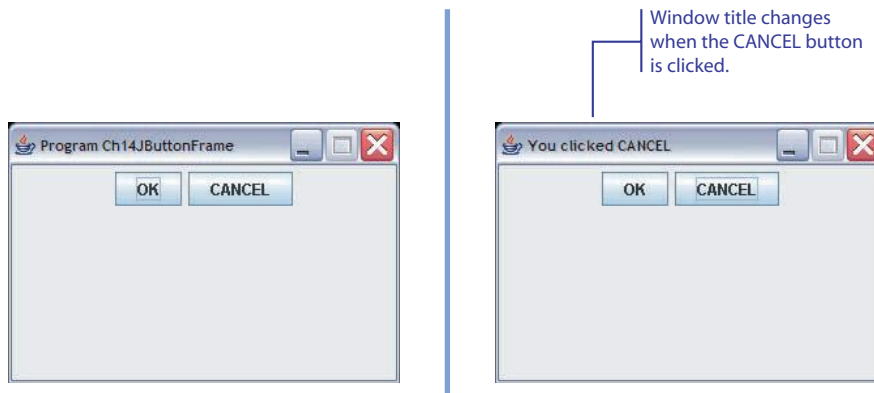 Window title changes
when the CANCEL button
is clicked.
Program Ch14JButtonFrame
OK CANCEL
You clicked CANCEL
OK CANCEL